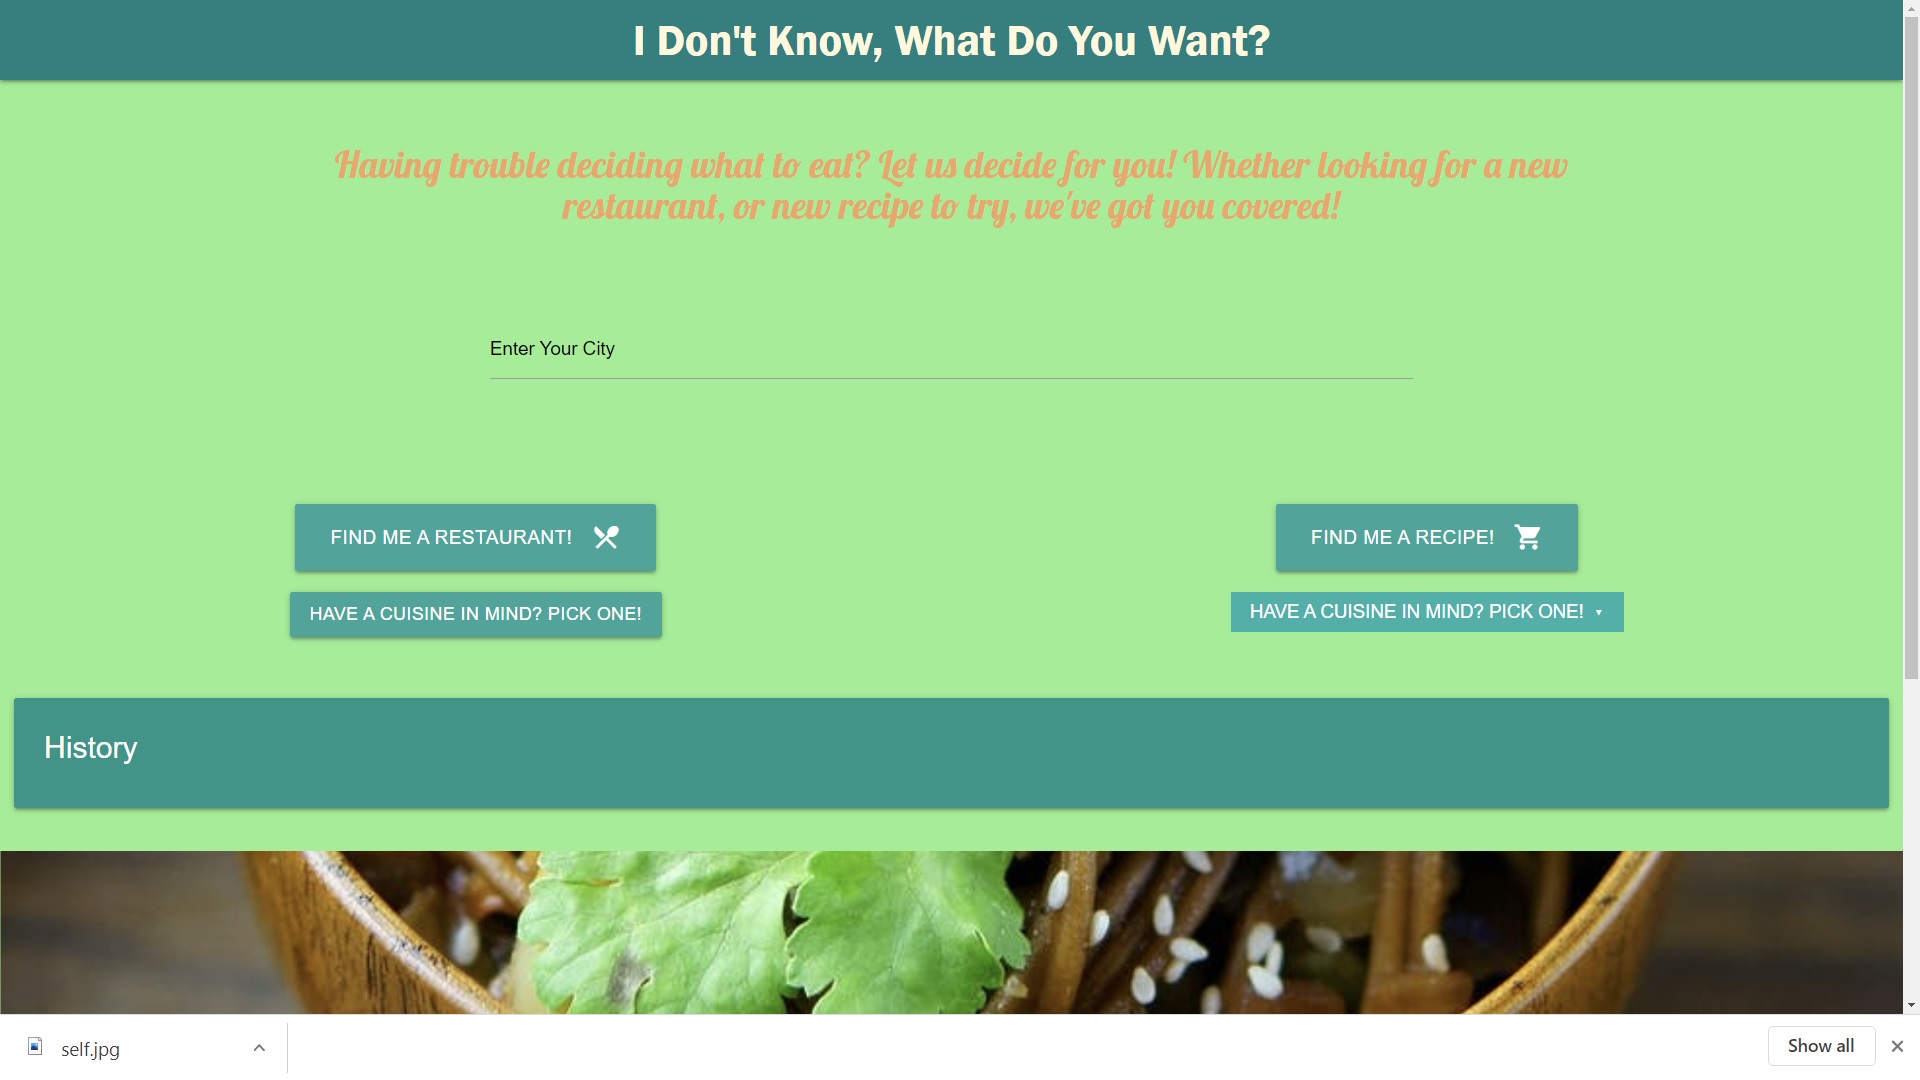 I Don't Know, What Do You Want?
Having trouble deciding what to eat? Let us decide for you! Whether looking for a new
restaurant, or new recipe to try, we've got you covered!
Enter Your City
FIND ME A RESTAURANT!
FIND ME A RECIPE!
HAVE A CUISINE IN MIND? PICK ONE!
HAVE A CUISINE IN MIND? PICK ONE!
History
self.jpg
Show all